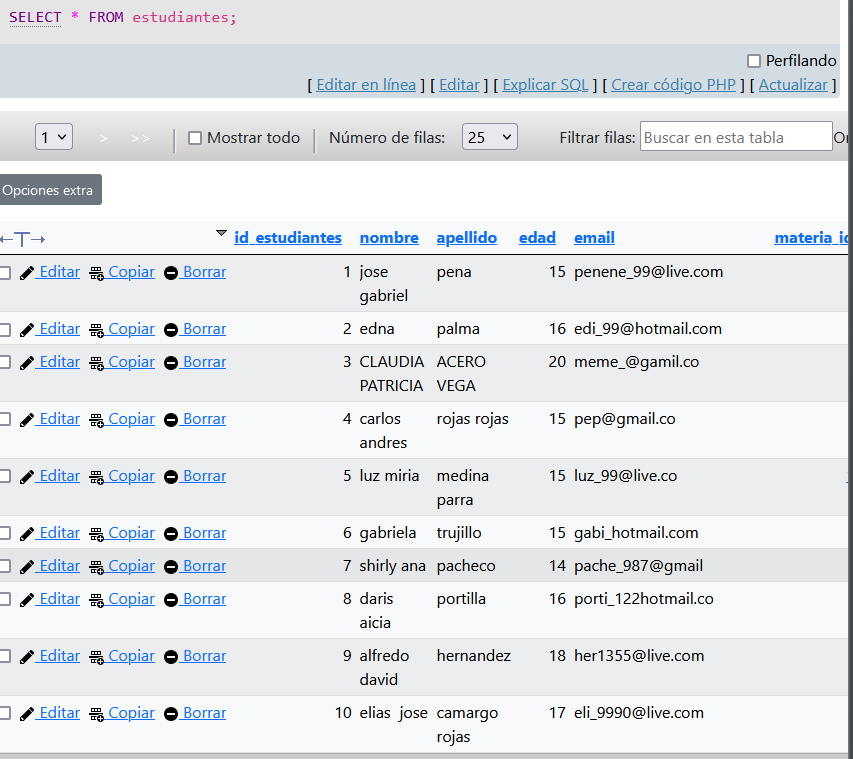 SELECT * FROM estudiantes;
Perfilando
[ Editar en línea ] [ Editar ] [ Explicar SQL ] [ Crear código PHP ] [ Actualizar ]
1 > >> Mostrar todo Número de filas: 25 Filtrar filas: Buscar en esta tabla Or
Opciones extra
←T→ id_estudiantes nombre apellido edad email materia_id
Editar Copiar Borrar 1 jose pena 15 penene_99@live.com
gabriel
Editar Copiar Borrar 2 edna palma 16 edi_99@hotmail.com
Editar Copiar Borrar 3 CLAUDIA ACERO 20 meme_@gamil.co
PATRICIA VEGA
Editar Copiar Borrar 4 carlos rojas rojas 15 pep@gmail.co
andres
Editar Copiar Borrar 5 luz miria medina 15 luz_99@live.co
parra
Editar Copiar Borrar 6 gabriela trujillo 15 gabi_hotmail.com
Editar Copiar Borrar 7 shirly ana pacheco 14 pache_987@gmail
Editar Copiar Borrar 8 daris portilla 16 porti_122hotmail.co
aicia
Editar Copiar Borrar 9 alfredo hernandez 18 her1355@live.com
david
Editar Copiar Borrar 10 elias jose camargo 17 eli_9990@live.com
rojas